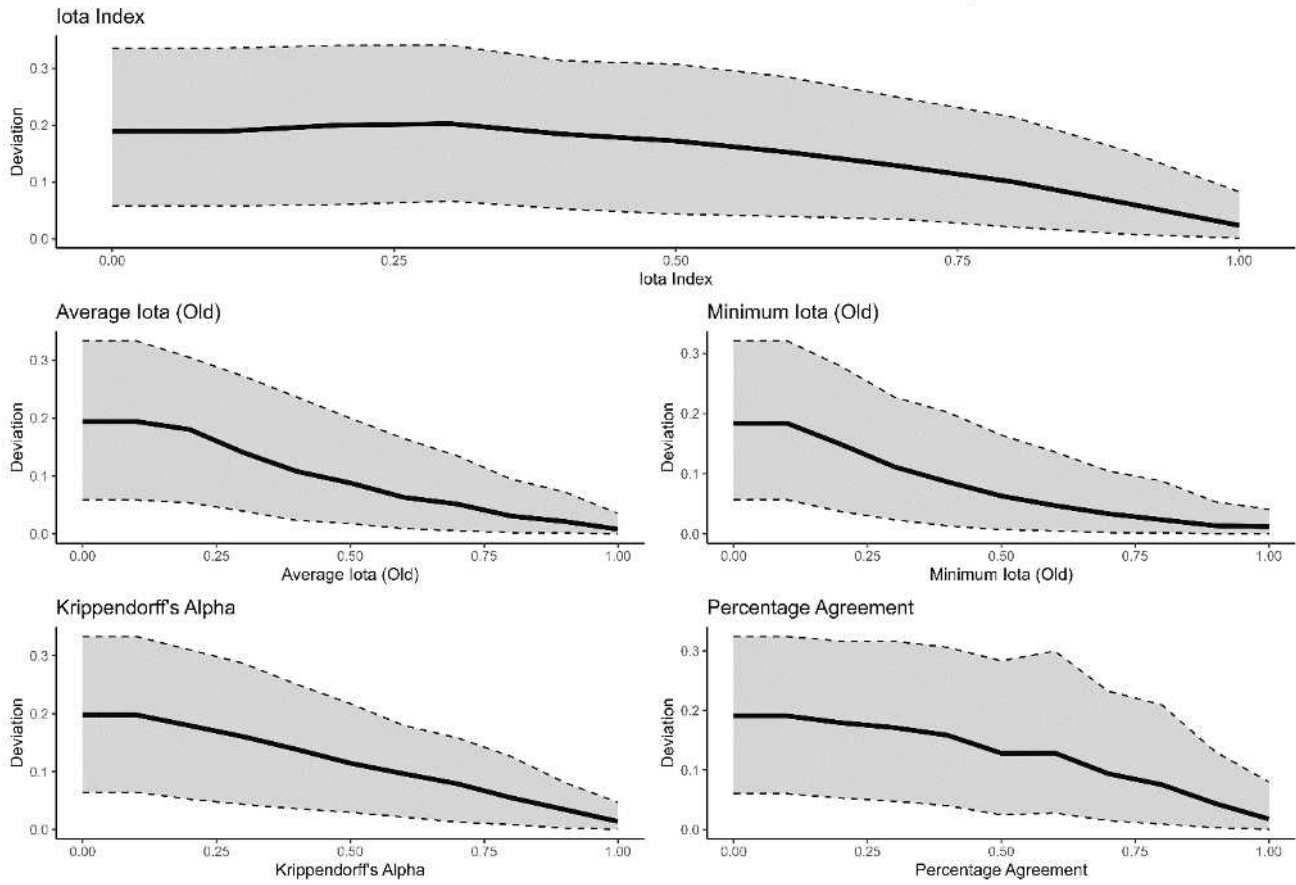 Iota Index
Deviation
0.3
0.2
0.1
0.0
0.00 0.25 0.50 0.75 1.00
Iota Index
Average Iota (Old)
Deviation
0.3
0.2
0.1
0.0
0.00 0.25 0.50 0.75 1.00
Average Iota (Old)
Minimum Iota (Old)
Deviation
0.3
0.2
0.1
0.0
0.00 0.25 0.50 0.75 1.00
Minimum Iota (Old)
Krippendorff's Alpha
Deviation
0.3
0.2
0.1
0.0
0.00 0.25 0.50 0.75 1.00
Krippendorff's Alpha
Percentage Agreement
Deviation
0.3
0.2
0.1
0.0
0.00 0.25 0.50 0.75 1.00
Percentage Agreement